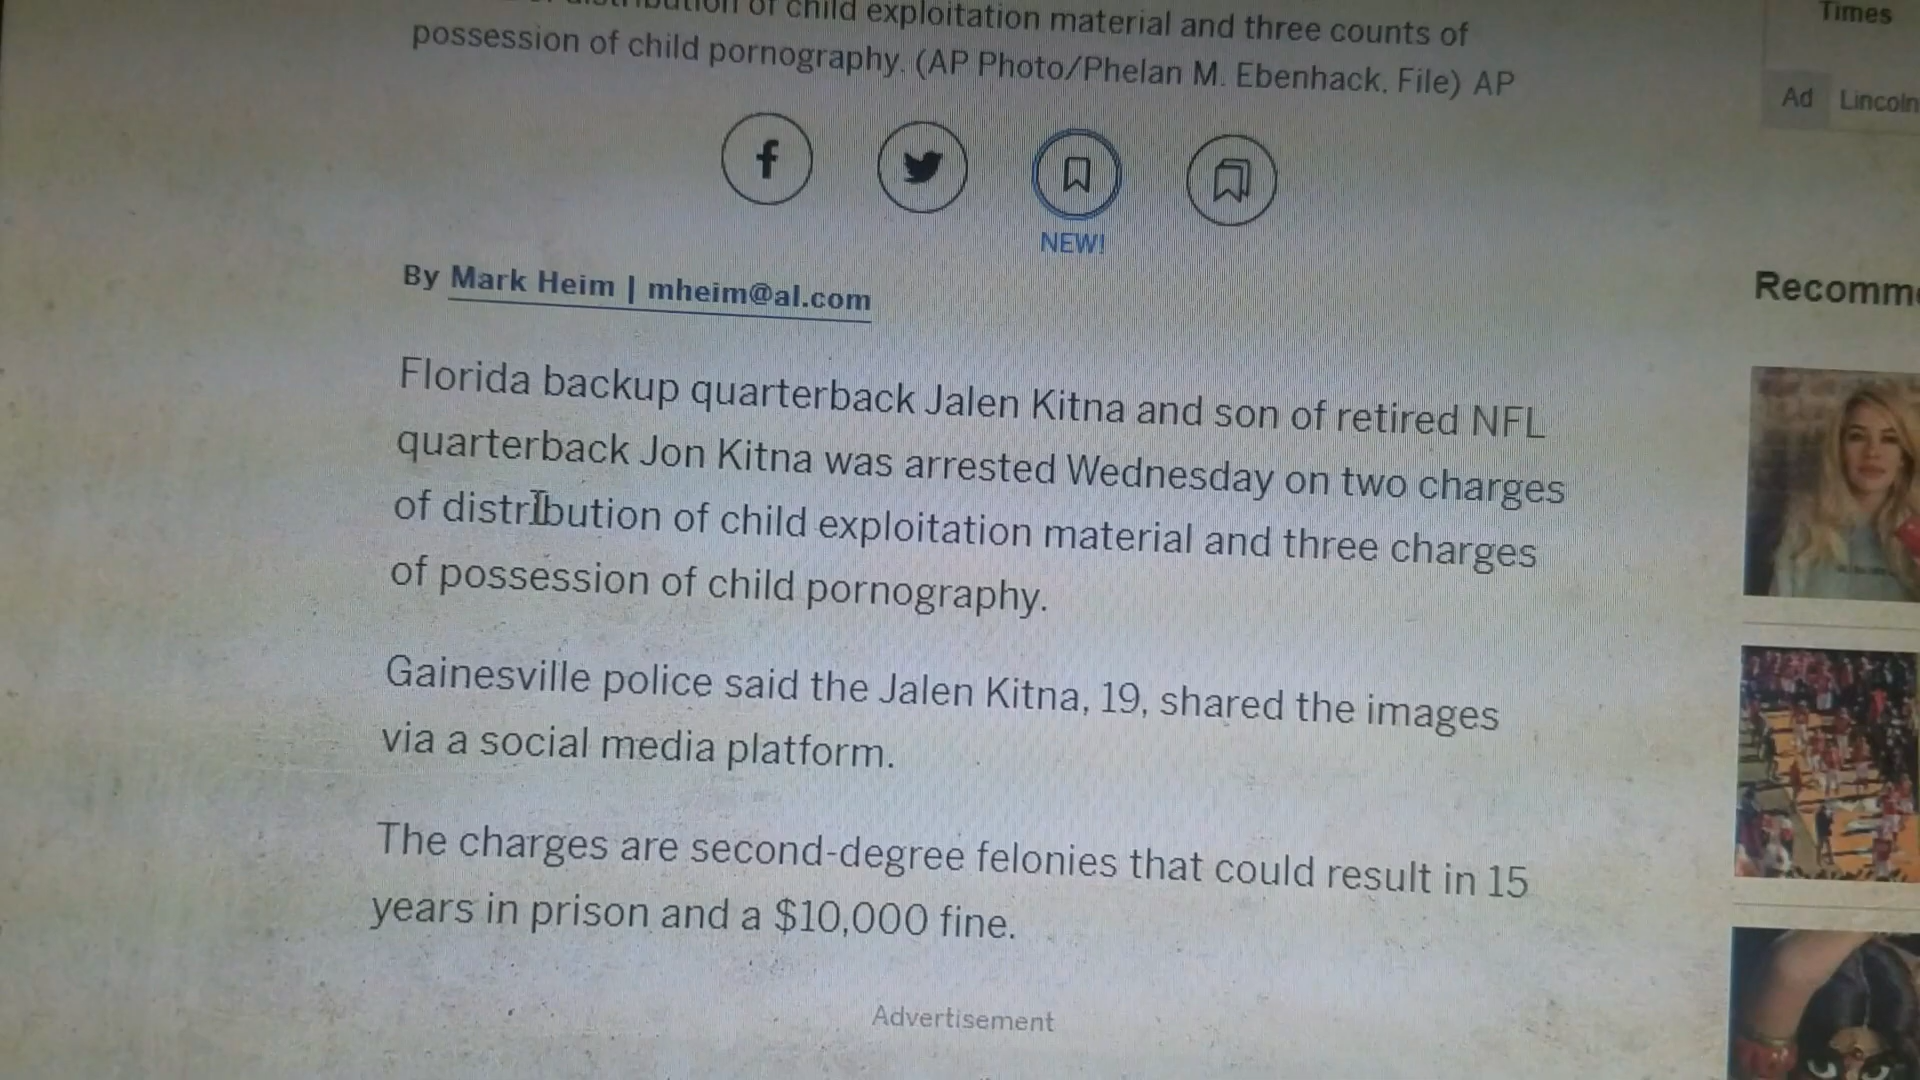 of child exploitation material and three counts of
possession of child pornography. (AP Photo/Phelan M. Ebenhack, File) AP
Times
Ad Lincoln
NEW!
By Mark Heim | mheim@al.com
Recomm
Florida backup quarterback Jalen Kitna and son of retired NFL
quarterback Jon Kitna was arrested Wednesday on two charges
of distribution of child exploitation material and three charges
of possession of child pornography.
Gainesville police said the Jalen Kitna, 19, shared the images
via a social media platform.
The charges are second-degree felonies that could result in 15
years in prison and a $10,000 fine.
Advertisement